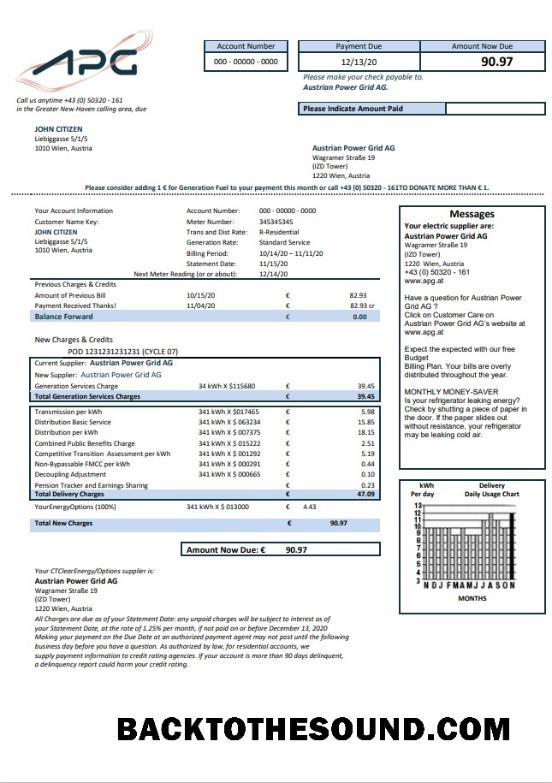 APG
Account Number
Payment Due
Amount Now Due
000 - 00000 - 0000
12/13/20
90.97
Please make your check payable to.
Austrian Power Grid AG.
Call us anytime +43 (0) 50320 - 161
in the Greater New Haven calling area, due
Please Indicate Amount Paid
JOHN CITIZEN
Liebiggasse 5/1/5
1010 Wien, Austria
Austrian Power Grid AG
Wagramer Straße 19
(IZD Tower)
1220 Wien, Austria
Please consider adding 1 € for Generation Fuel to your payment this month or call +43 (0) 50320 - 161TO DONATE MORE THAN € 1.
Your Account Information
Customer Name Key:
JOHN CITIZEN
Liebiggasse 5/1/5
1010 Wien, Austria
Account Number: 000 - 00000 - 0000
Meter Number: 345345345
Trans and Dist Rate: R-Residential
Generation Rate: Standard Service
Billing Period: 10/14/20 – 11/11/20
Statement Date: 11/15/20
Next Meter Reading (or or about): 12/14/20
Previous Charges & Credits
Amount of Previous Bill 10/15/20 € 82.93
Payment Received Thanks! 11/04/20 € 82.93 cr
Balance Forward € 0.00
New Charges & Credits
POD 1231231231231 (CYCLE 07)
Current Supplier: Austrian Power Grid AG
New Supplier: Austrian Power Grid AG
Generation Services Charge 34 kWh X $115680 € 39.45
Total Generation Services Charges € 39.45
Transmission per kWh 341 kWh X $017465 € 5.98
Distribution Basic Service 341 kWh X $ 063234 € 15.85
Distribution per kWh 341 kWh X $ 007375 € 18.15
Combined Public Benefits Charge 341 kWh X $ 015222 € 2.51
Competitive Transition Assessment per kWh 341 kWh X $ 001292 € 5.19
Non-Bypassable FMCC per kWh 341 kWh X $ 000291 € 0.44
Decoupling Adjustment 341 kWh X $ 000665 € 0.10
Pension Tracker and Earnings Sharing € 0.23
Total Delivery Charges € 47.09
YourEnergyOptions (100%) 341 kWh X $ 013000 € 4.43
Total New Charges € 90.97
Amount Now Due: € 90.97
Your CTClearEnergy/Options supplier is:
Austrian Power Grid AG
Wagramer Straße 19
(IZD Tower)
1220 Wien, Austria
All Charges are due as of your Statement Date: any unpaid charges will be subject to interest as of
your Statement Date, at the rate of 1.25% per month, if not paid on or before December 13, 2020
Making your payment on the Due Date at an authorized payment agent may not post until the following
business day before you have a question. As authorized by law, for residential accounts, we
supply payment information to credit rating agencies. If your account is more than 90 days delinquent,
a delinquency report could harm your credit rating.
Messages
Your electric supplier are:
Austrian Power Grid AG
Wagramer Straße 19
(IZD Tower)
1220 Wien, Austria
+43 (0) 50320 - 161
www.apg.at
Have a question for Austrian Power
Grid AG ?
Click on Customer Care on
Austrian Power Grid AG's website at
www.apg.at
Expect the expected with our free
Budget
Billing Plan. Your bills are overly
distributed throughout the year.
MONTHLY MONEY-SAVER
Is your refrigerator leaking energy?
Check by shutting a piece of paper in
the door. If the paper slides out
without resistance, your refrigerator
may be leaking cold air.
kWh
Per day
Delivery
Daily Usage Chart
13
12
11
10
9
8
7
6
5
4
3
N D J F M A M J J A S O N
MONTHS
BACKTOTHESOUND.COM